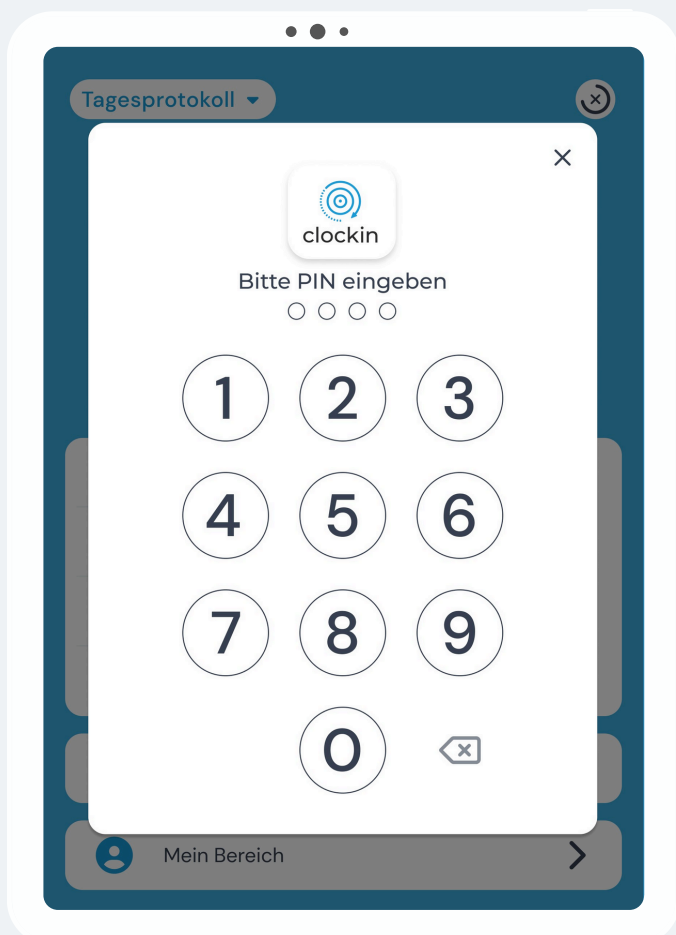 Tagesprotokoll
clockin
Bitte PIN eingeben
1 2 3
4 5 6
7 8 9
0
Mein Bereich